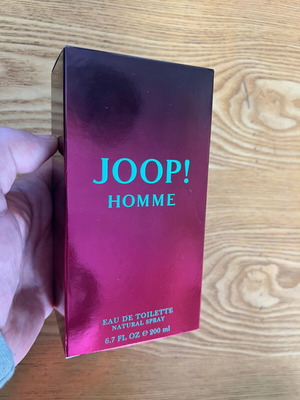 JOOP!
HOMME
EAU DE TOILETTE
NATURAL SPRAY
6.7 FL. OZ ℮ 200 ml